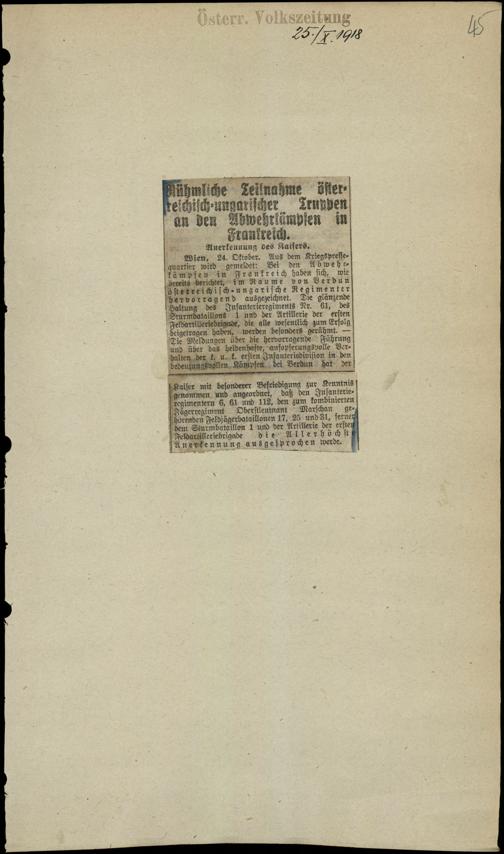 Österr. Volkszeitung
25./X. 1918
45
Rühmliche Teilnahme öster-
reichisch-ungarischer Truppen
an den Abwehrkämpfen in
Frankreich.
Anerkennung des Kaisers.
Wien, 24. Oktober. Aus dem Kriegspresse-
quartier wird gemeldet: Bei den Abwehr-
kämpfen in Frankreich haben sich, wie
bereits berichtet, im Raume von Verdun
österreichisch-ungarische Regimenter
hervorragend ausgezeichnet. Die glänzende
Haltung des Infanterieregiments Nr. 61, des
Sturmbataillons 1 und der Artillerie der ersten
Feldartilleriebrigade, die alle wesentlich zum Erfolg
beigetragen haben, werden besonders gerühmt. —
Die Meldungen über die hervorragende Führung
und über das heldenhafte, aufopferungsvolle Ver-
halten der k. u. k. ersten Infanteriedivision in den
bedeutungsvollen Kämpfen bei Verdun hat der
Kaiser mit besonderer Befriedigung zur Kenntnis
genommen und angeordnet, daß den Infanterie-
regimentern 6, 61 und 112, den zum kombinierten
Jägerregiment Oberstleutnant Marschan ge-
hörenden Feldjägerbataillonen 17, 25 und 31, ferner
dem Sturmbataillon 1 und der Artillerie der ersten
Feldartilleriebrigade die Allerhöchste
Anerkennung ausgesprochen werde.